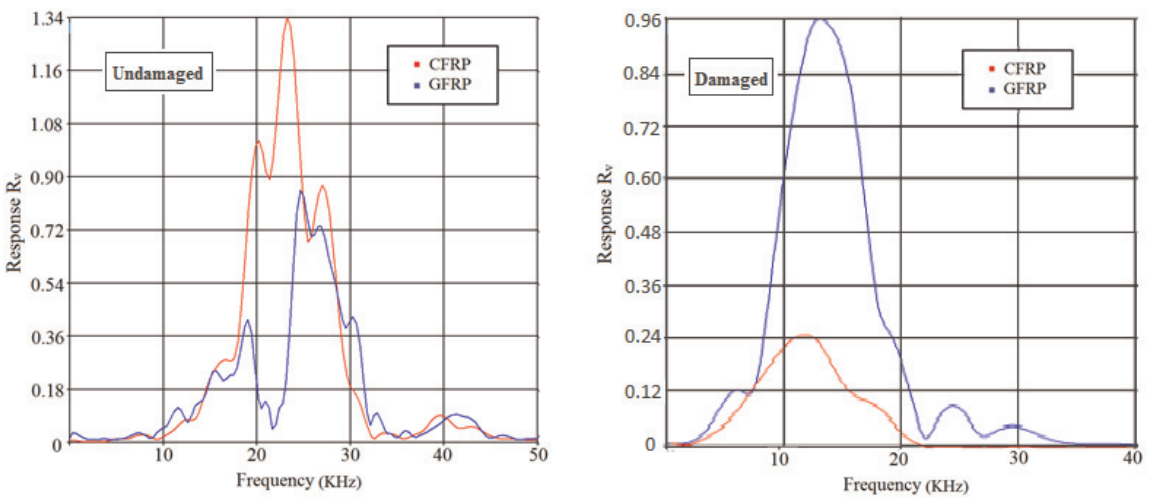 1.34
1.16
1.08
0.90
0.72
0.54
0.36
0.18
0
Response Rv
Undamaged
CFRP
GFRP
0 10 20 30 40 50
Frequency (KHz)
0.96
0.84
0.72
0.60
0.48
0.36
0.24
0.12
0
Response Rv
Damaged
CFRP
GFRP
10 20 30 40
Frequency (KHz)